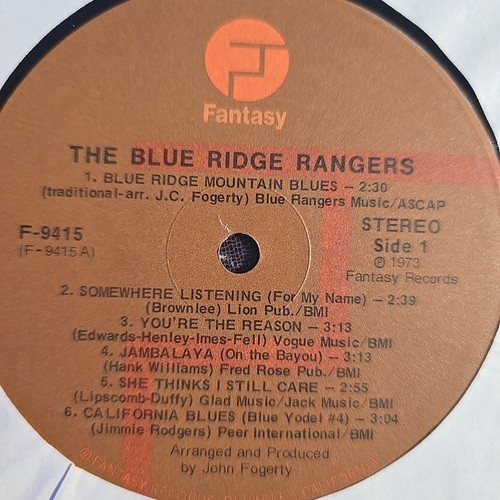 Fantasy
THE BLUE RIDGE RANGERS
1. BLUE RIDGE MOUNTAIN BLUES – 2:30
(traditional-arr. J.C. Fogerty) Blue Rangers Music/ASCAP
F-9415
(F-9415 A)
STEREO
Side 1
℗ 1973
Fantasy Records
2. SOMEWHERE LISTENING (For My Name) – 2:39
(Brownlee) Lion Pub./BMI
3. YOU'RE THE REASON – 3:13
(Edwards-Henley-Imes-Fell) Vogue Music/BMI
4. JAMBALAYA (On the Bayou) – 3:13
(Hank Williams) Fred Rose Pub./BMI
5. SHE THINKS I STILL CARE – 2:55
(Lipscomb-Duffy) Glad Music/Jack Music/BMI
6. CALIFORNIA BLUES (Blue Yodel #4) – 3:04
(Jimmie Rodgers) Peer International/BMI
Arranged and Produced
by John Fogerty
FANTASY CALIFORNIA